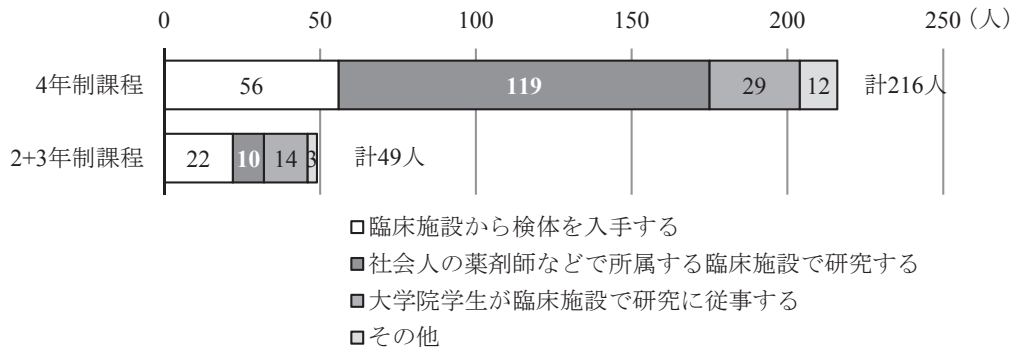 0 50 100 150 200 250（人）
4年制課程 56 119 29 12 計216人
2+3年制課程 22 10 14 3 計49人
臨床施設から検体を入手する
社会人の薬剤師などで所属する臨床施設で研究する
大学院学生が臨床施設で研究に従事する
その他